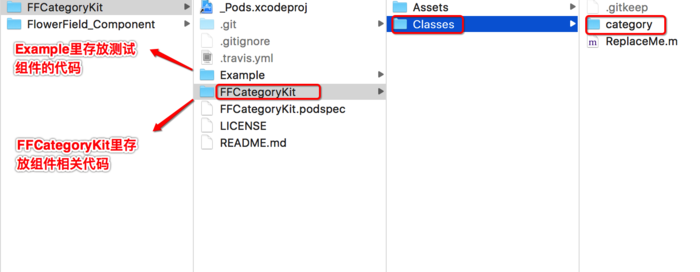 FFCategoryKit
FlowerField_Component
Example里存放测试
组件的代码
FFCategoryKit里存
放组件相关代码
_Pods.xcodeproj
.git
.gitignore
.travis.yml
Example
FFCategoryKit
FFCategoryKit.podspec
LICENSE
README.md
Assets
Classes
.gitkeep
category
ReplaceMe.m